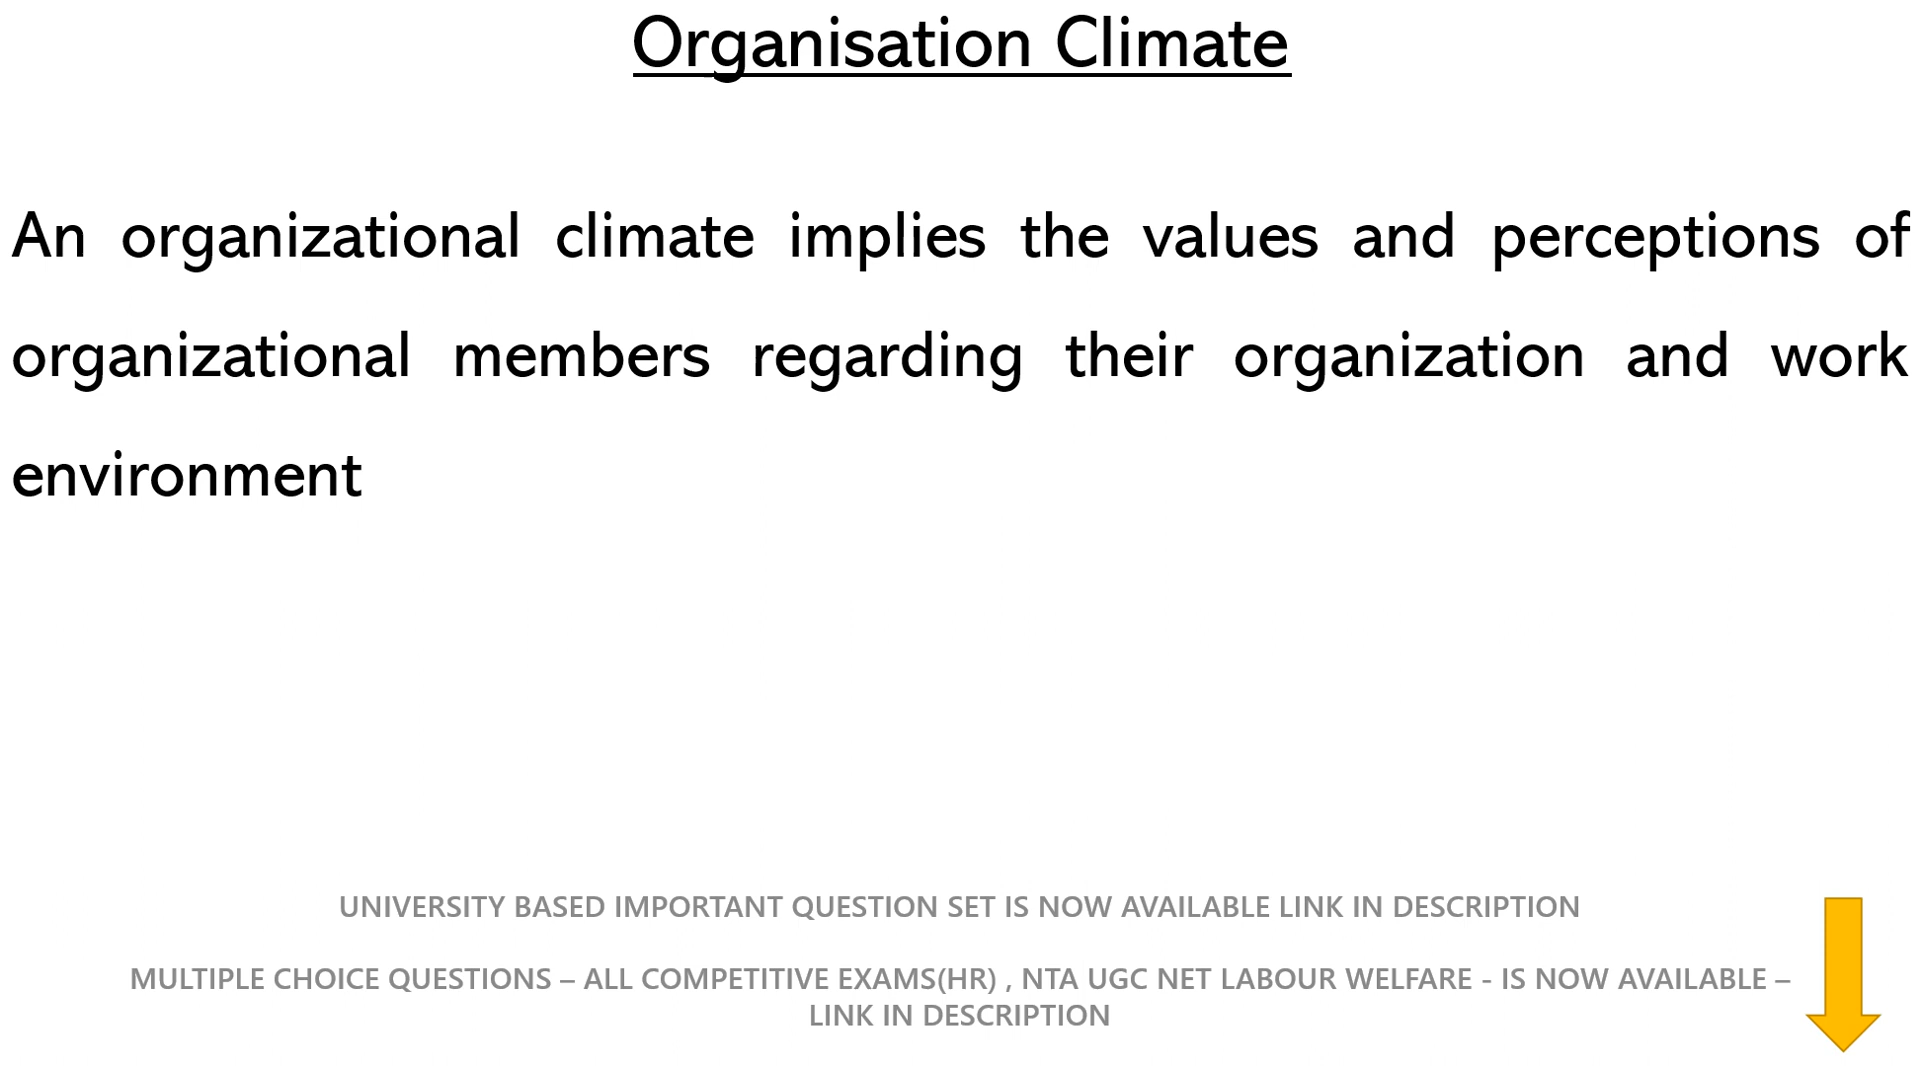 Organisation Climate
An organizational climate implies the values and perceptions of
organizational members regarding their organization and work
environment
UNIVERSITY BASED IMPORTANT QUESTION SET IS NOW AVAILABLE LINK IN DESCRIPTION
MULTIPLE CHOICE QUESTIONS – ALL COMPETITIVE EXAMS(HR) , NTA UGC NET LABOUR WELFARE - IS NOW AVAILABLE –
LINK IN DESCRIPTION